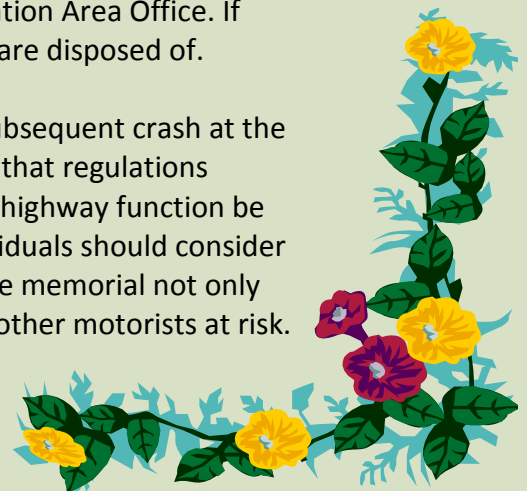 tion Area Office. If
are disposed of.
ubsequent crash at the
that regulations
highway function be
iduals should consider
e memorial not only
other motorists at risk.